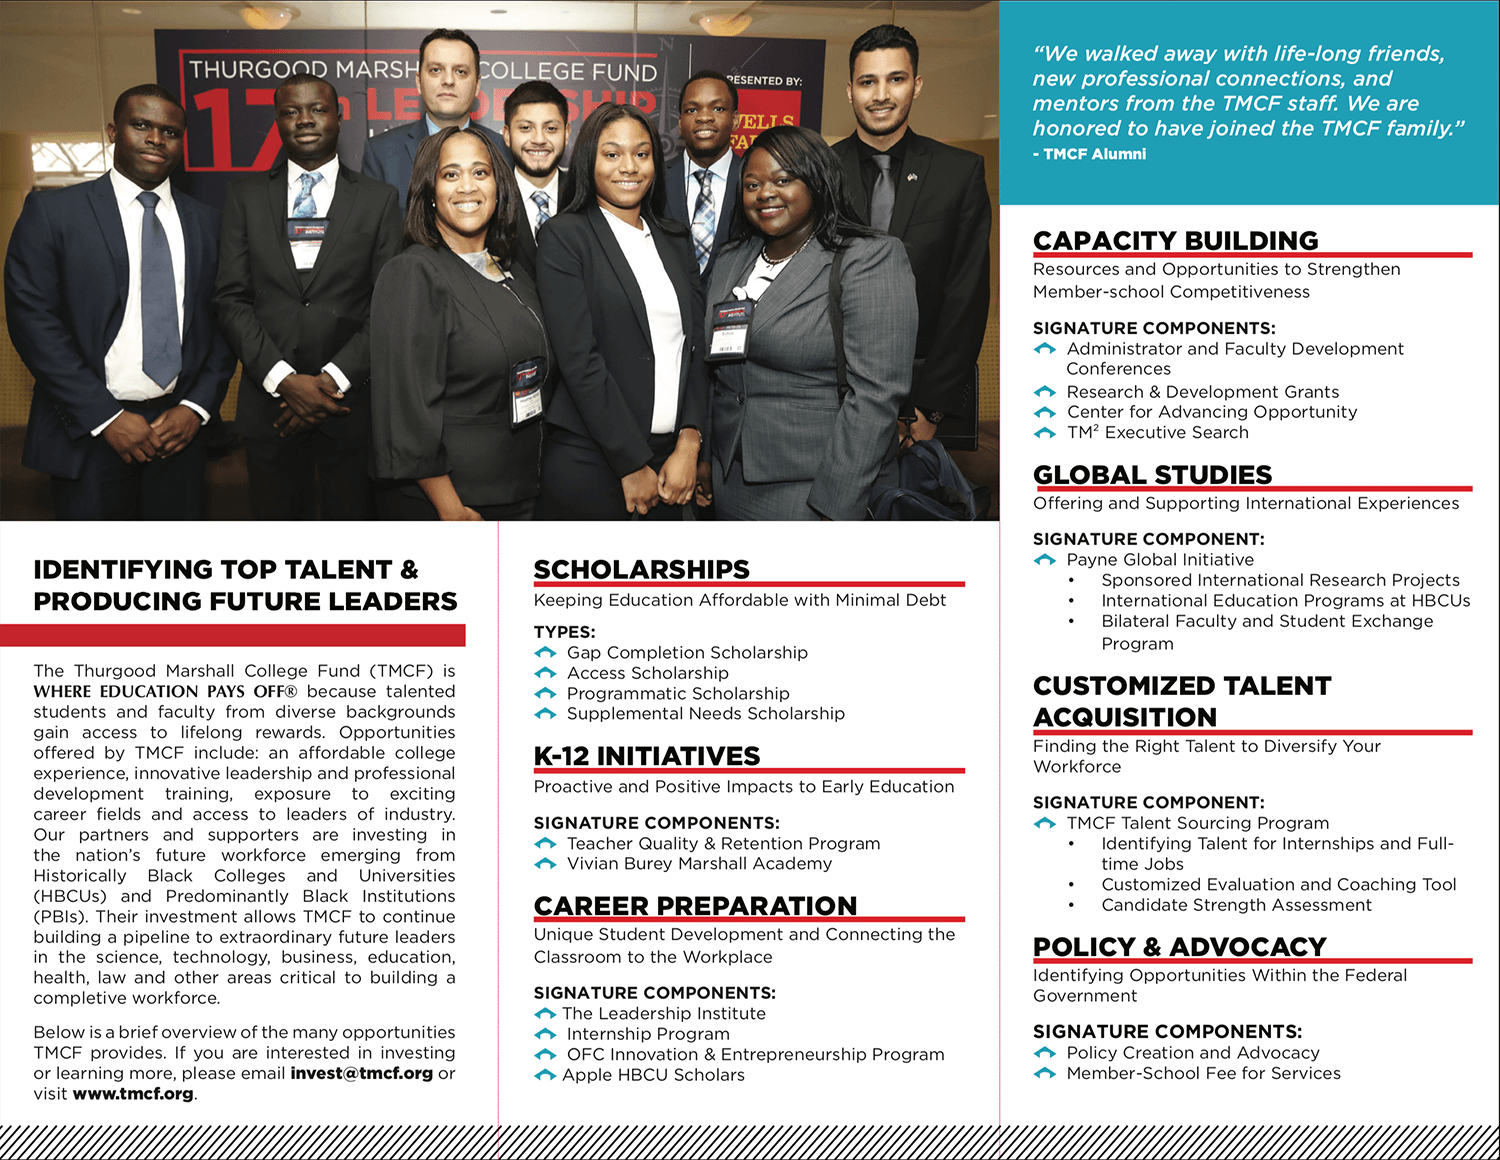 THURGOOD MARSH COLLEGE FUND
17th LEADERSHIP
PRESENTED BY:
WELLS
“We walked away with life-long friends,
new professional connections, and
mentors from the TMCF staff. We are
honored to have joined the TMCF family.”
- TMCF Alumni
IDENTIFYING TOP TALENT &
PRODUCING FUTURE LEADERS
The Thurgood Marshall College Fund (TMCF) is
WHERE EDUCATION PAYS OFF® because talented
students and faculty from diverse backgrounds
gain access to lifelong rewards. Opportunities
offered by TMCF include: an affordable college
experience, innovative leadership and professional
development training, exposure to exciting
career fields and access to leaders of industry.
Our partners and supporters are investing in
the nation’s future workforce emerging from
Historically Black Colleges and Universities
(HBCUs) and Predominantly Black Institutions
(PBIs). Their investment allows TMCF to continue
building a pipeline to extraordinary future leaders
in the science, technology, business, education,
health, law and other areas critical to building a
completive workforce.
Below is a brief overview of the many opportunities
TMCF provides. If you are interested in investing
or learning more, please email invest@tmcf.org or
visit www.tmcf.org.
SCHOLARSHIPS
Keeping Education Affordable with Minimal Debt
TYPES:
Gap Completion Scholarship
Access Scholarship
Programmatic Scholarship
Supplemental Needs Scholarship
K-12 INITIATIVES
Proactive and Positive Impacts to Early Education
SIGNATURE COMPONENTS:
Teacher Quality & Retention Program
Vivian Burey Marshall Academy
CAREER PREPARATION
Unique Student Development and Connecting the
Classroom to the Workplace
SIGNATURE COMPONENTS:
The Leadership Institute
Internship Program
OFC Innovation & Entrepreneurship Program
Apple HBCU Scholars
CAPACITY BUILDING
Resources and Opportunities to Strengthen
Member-school Competitiveness
SIGNATURE COMPONENTS:
Administrator and Faculty Development
Conferences
Research & Development Grants
Center for Advancing Opportunity
TM² Executive Search
GLOBAL STUDIES
Offering and Supporting International Experiences
SIGNATURE COMPONENT:
Payne Global Initiative
• Sponsored International Research Projects
• International Education Programs at HBCUs
• Bilateral Faculty and Student Exchange
Program
CUSTOMIZED TALENT
ACQUISITION
Finding the Right Talent to Diversify Your
Workforce
SIGNATURE COMPONENT:
TMCF Talent Sourcing Program
• Identifying Talent for Internships and Full-
time Jobs
• Customized Evaluation and Coaching Tool
• Candidate Strength Assessment
POLICY & ADVOCACY
Identifying Opportunities Within the Federal
Government
SIGNATURE COMPONENTS:
Policy Creation and Advocacy
Member-School Fee for Services